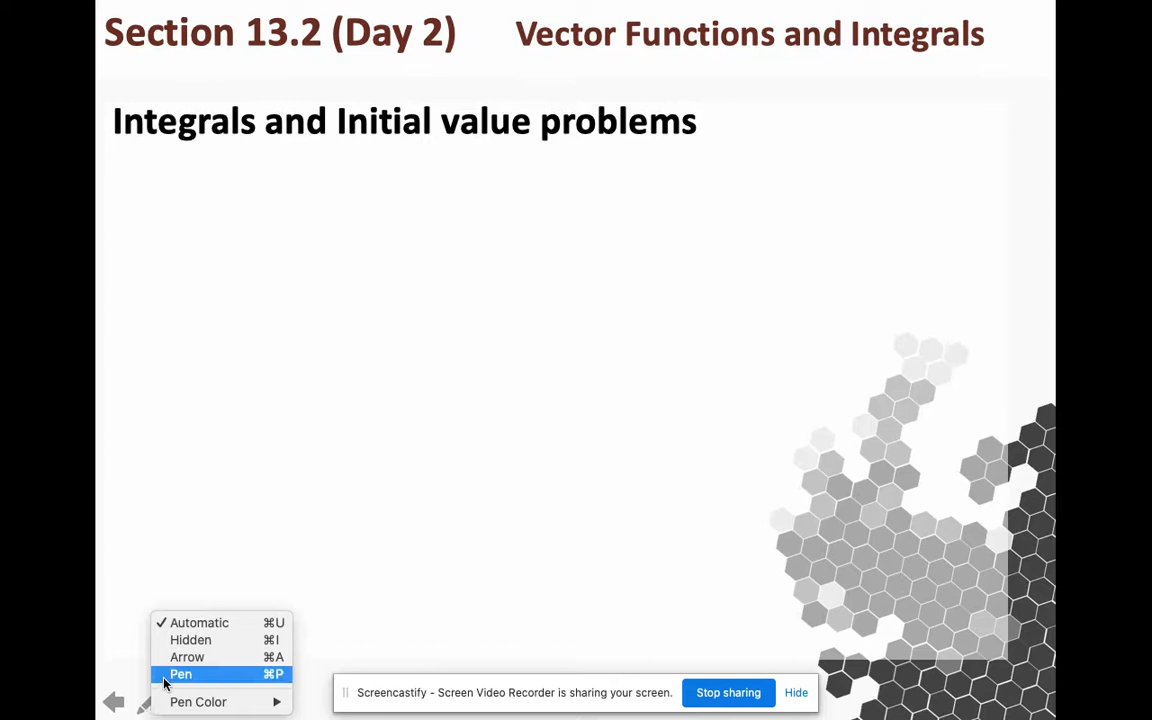 Section 13.2 (Day 2) Vector Functions and Integrals
Integrals and Initial value problems
✓ Automatic ⌘U
Hidden ⌘I
Arrow ⌘A
Pen ⌘P
Pen Color ▶
Screencastify - Screen Video Recorder is sharing your screen. Stop sharing Hide